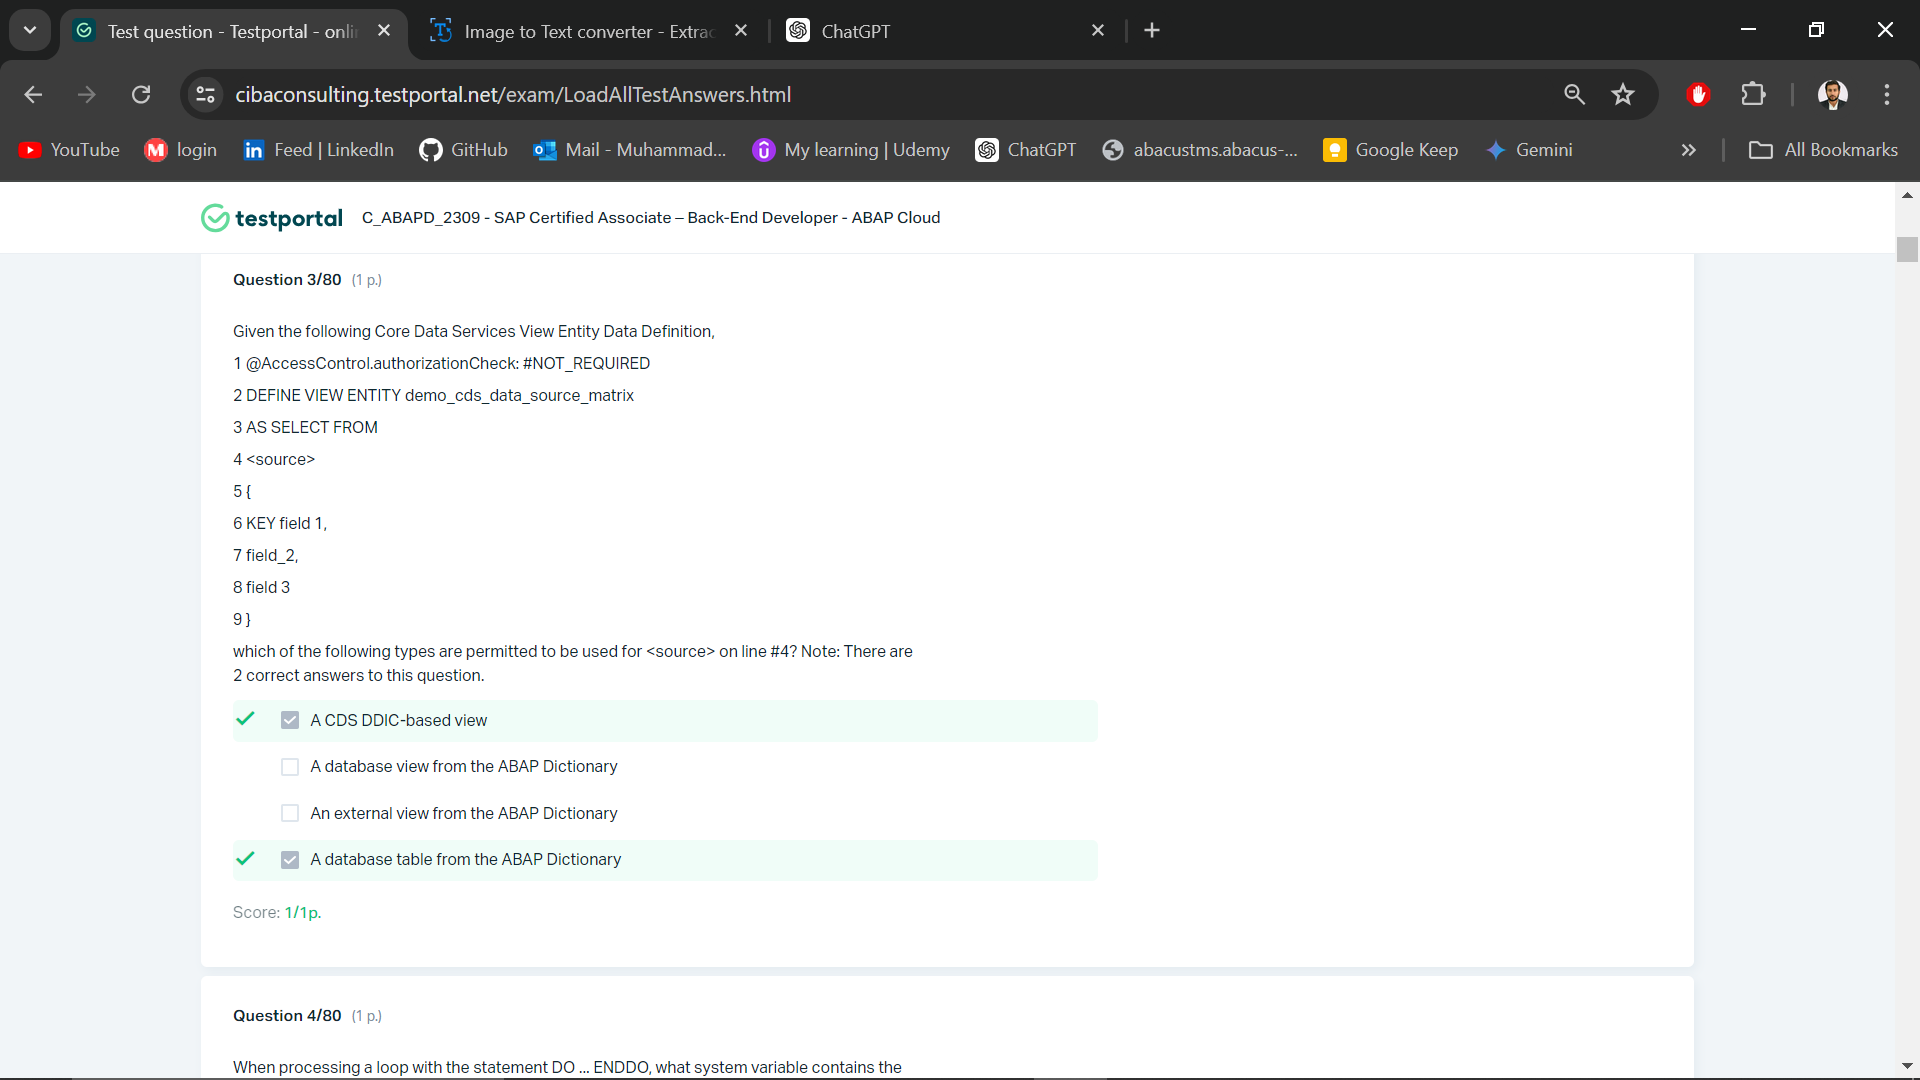 Test question - Testportal - onli
Image to Text converter - Extrac
ChatGPT
cibaconsulting.testportal.net/exam/LoadAllTestAnswers.html
YouTube
login
Feed | LinkedIn
GitHub
Mail - Muhammad...
My learning | Udemy
ChatGPT
abacustms.abacus-...
Google Keep
Gemini
All Bookmarks
testportal
C_ABAPD_2309 - SAP Certified Associate – Back-End Developer - ABAP Cloud
Question 3/80 (1 p.)
Given the following Core Data Services View Entity Data Definition,
1 @AccessControl.authorizationCheck: #NOT_REQUIRED
2 DEFINE VIEW ENTITY demo_cds_data_source_matrix
3 AS SELECT FROM
4 <source>
5 {
6 KEY field 1,
7 field_2,
8 field 3
9 }
which of the following types are permitted to be used for <source> on line #4? Note: There are
2 correct answers to this question.
A CDS DDIC-based view
A database view from the ABAP Dictionary
An external view from the ABAP Dictionary
A database table from the ABAP Dictionary
Score: 1/1p.
Question 4/80 (1 p.)
When processing a loop with the statement DO ... ENDDO, what system variable contains the